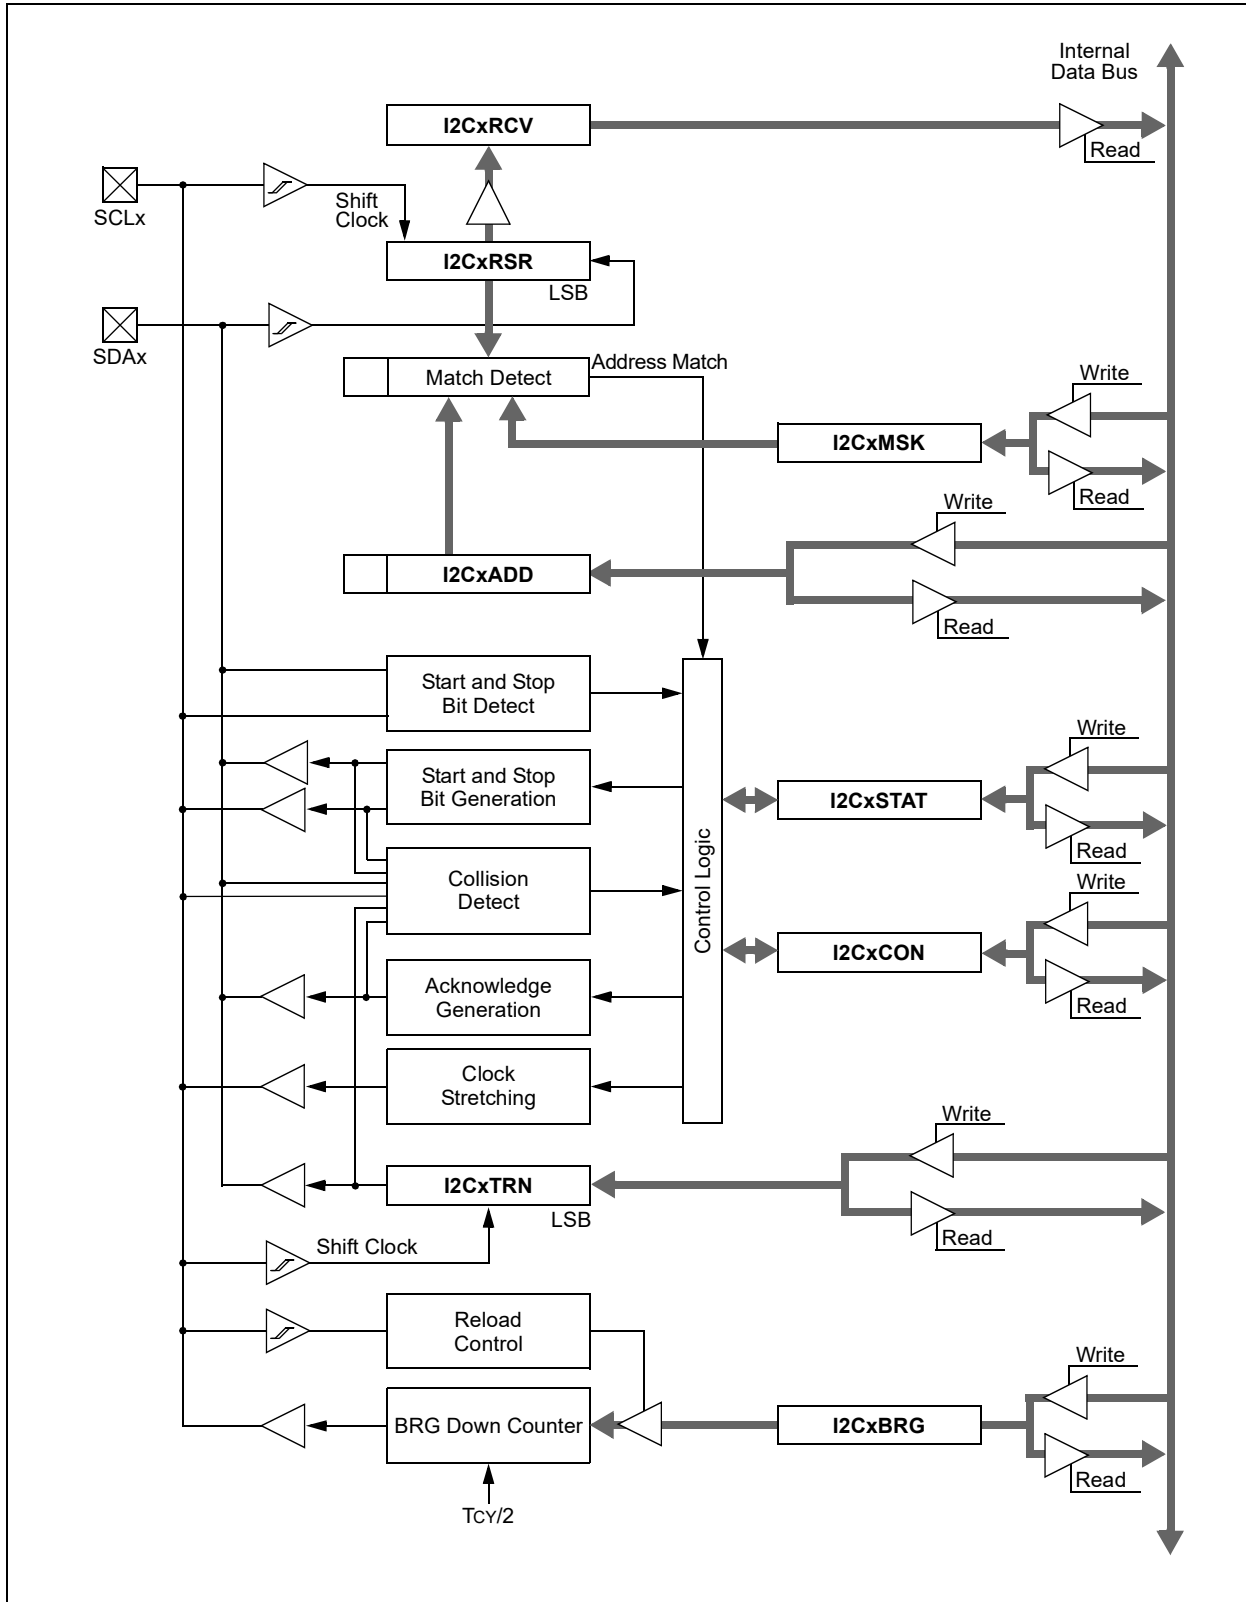 Internal
Data Bus
I2CxRCV
Read
SCLx
Shift
Clock
I2CxRSR
LSB
SDAx
Match Detect
Address Match
Write
I2CxMSK
Read
Write
I2CxADD
Read
Start and Stop
Bit Detect
Write
Start and Stop
Bit Generation
I2CxSTAT
Read
Collision
Detect
Control Logic
Write
I2CxCON
Read
Acknowledge
Generation
Clock
Stretching
Write
I2CxTRN
LSB
Read
Shift Clock
Reload
Control
Write
BRG Down Counter
I2CxBRG
Read
TCY/2